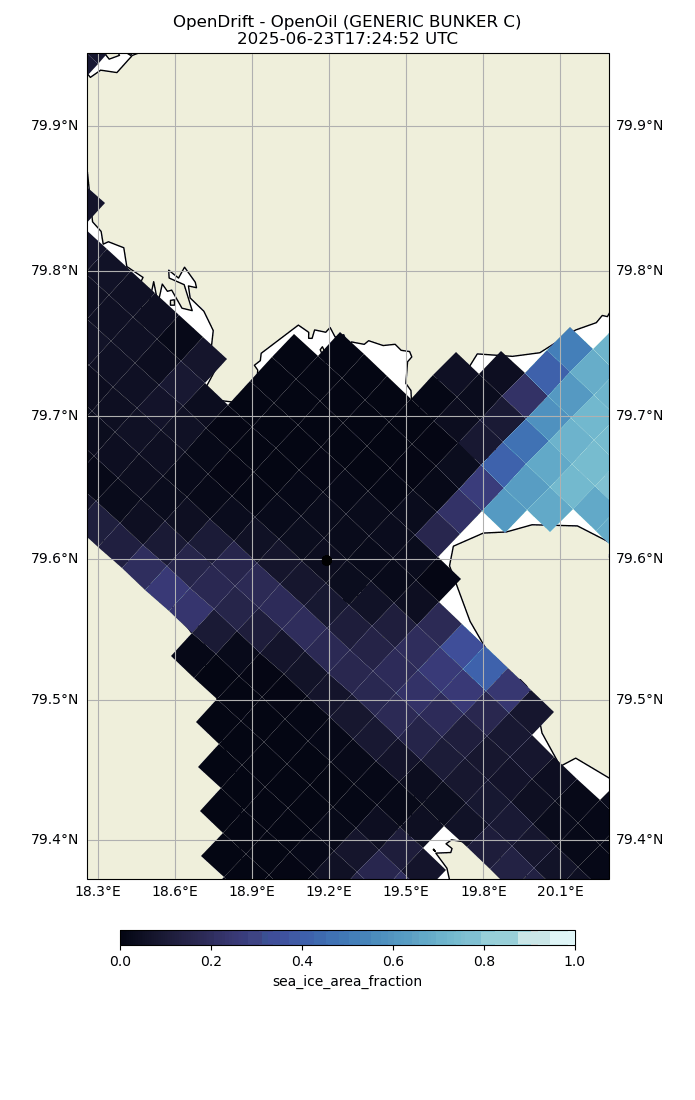 OpenDrift - OpenOil (GENERIC BUNKER C)
2025-06-23T17:24:52 UTC
79.9°N 79.9°N
79.8°N 79.8°N
79.7°N 79.7°N
79.6°N 79.6°N
79.5°N 79.5°N
79.4°N 79.4°N
18.3°E 18.6°E 18.9°E 19.2°E 19.5°E 19.8°E 20.1°E
0.0 0.2 0.4 0.6 0.8 1.0
sea_ice_area_fraction